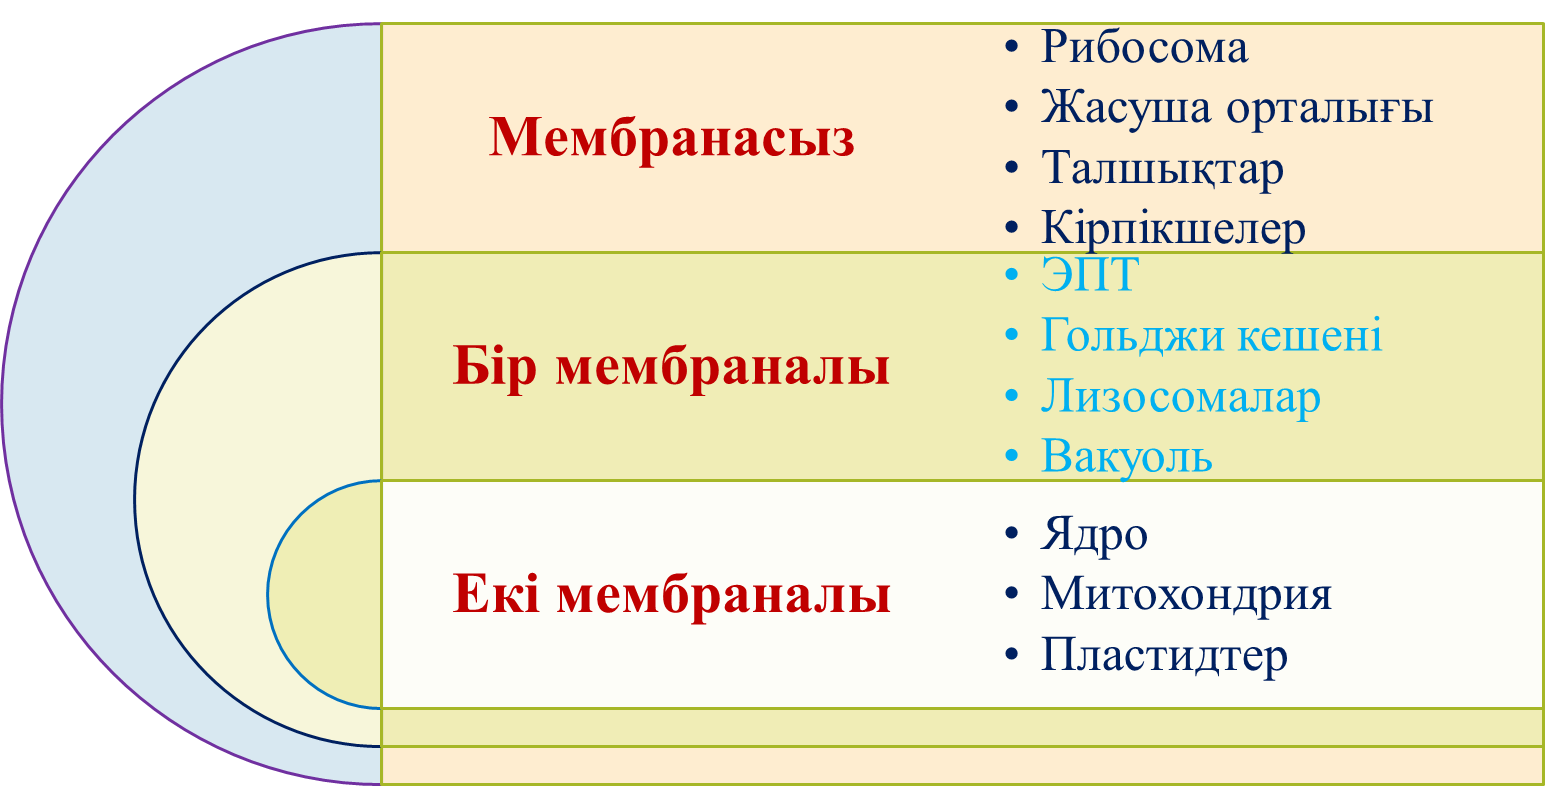 Мембранасыз
• Рибосома
• Жасуша орталығы
• Талшықтар
• Кірпікшелер
Бір мембраналы
• ЭПТ
• Гольджи кешені
• Лизосомалар
• Вакуоль
Екі мембраналы
• Ядро
• Митохондрия
• Пластидтер